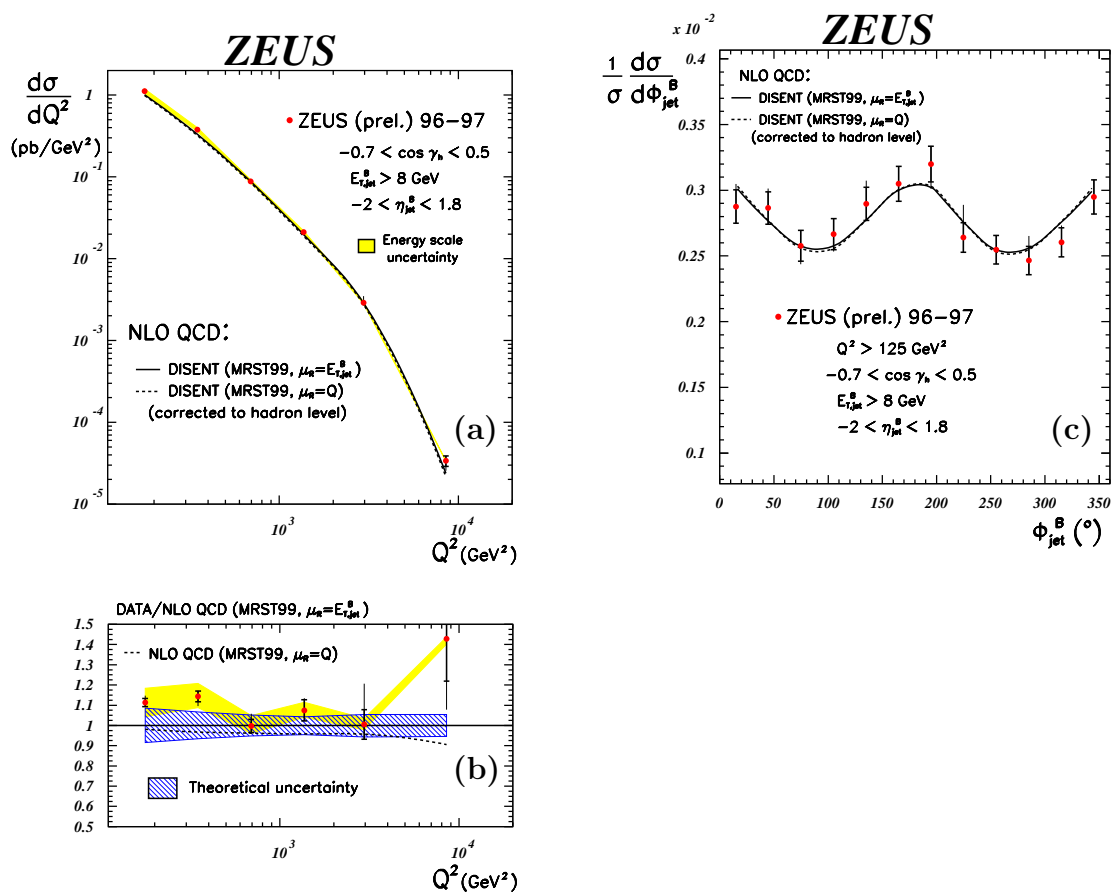 ZEUS
dσ
dQ²
(pb/GeV²)
1
10⁻¹
10⁻²
10⁻³
10⁻⁴
10⁻⁵
ZEUS (prel.) 96−97
−0.7 < cos γₕ < 0.5
E^B_T,jet > 8 GeV
−2 < η^B_jet < 1.8
Energy scale
uncertainty
NLO QCD:
DISENT (MRST99, μ_R=E^B_T,jet)
DISENT (MRST99, μ_R=Q)
(corrected to hadron level)
(a)
10³ 10⁴
Q² (GeV²)
DATA/NLO QCD (MRST99, μ_R=E^B_T,jet)
1.5
1.4
1.3
1.2
1.1
1
0.9
0.8
0.7
0.6
0.5
NLO QCD (MRST99, μ_R=Q)
Theoretical uncertainty
(b)
10³ 10⁴
Q² (GeV²)
x 10⁻²
ZEUS
1 dσ
σ dΦ^B_jet
0.4
0.35
0.3
0.25
0.2
0.15
0.1
NLO QCD:
DISENT (MRST99, μ_R=E^B_T,jet)
DISENT (MRST99, μ_R=Q)
(corrected to hadron level)
ZEUS (prel.) 96−97
Q² > 125 GeV²
−0.7 < cos γₕ < 0.5
E^B_T,jet > 8 GeV
−2 < η^B_jet < 1.8
(c)
0 50 100 150 200 250 300 350
Φ^B_jet (°)